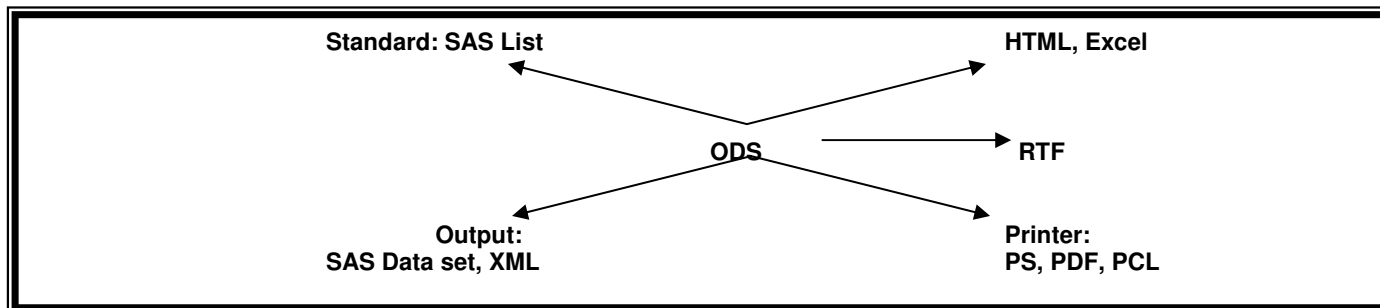 Standard: SAS List
HTML, Excel
ODS
RTF
Output:
SAS Data set, XML
Printer:
PS, PDF, PCL